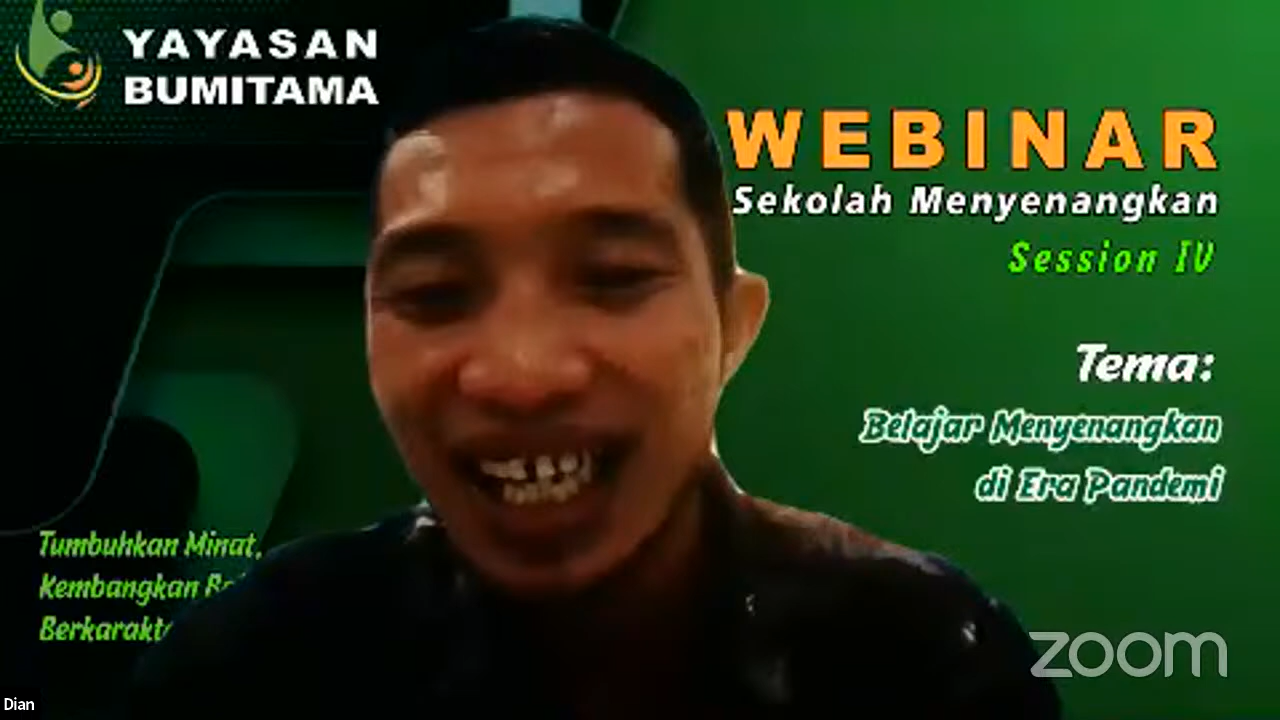 YAYASAN
BUMITAMA
WEBINAR
Sekolah Menyenangkan
Session IV
Tema:
Belajar Menyenangkan
di Era Pandemi
Tumbuhkan Minat,
Kembangkan
zoom
Dian